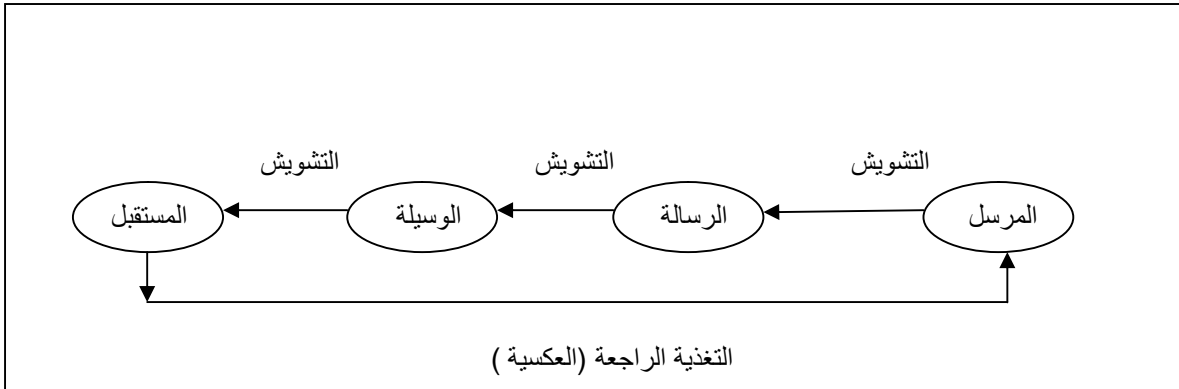 التشويش التشويش التشويش
المرسل الرسالة الوسيلة المستقبل
التغذية الراجعة (العكسية )